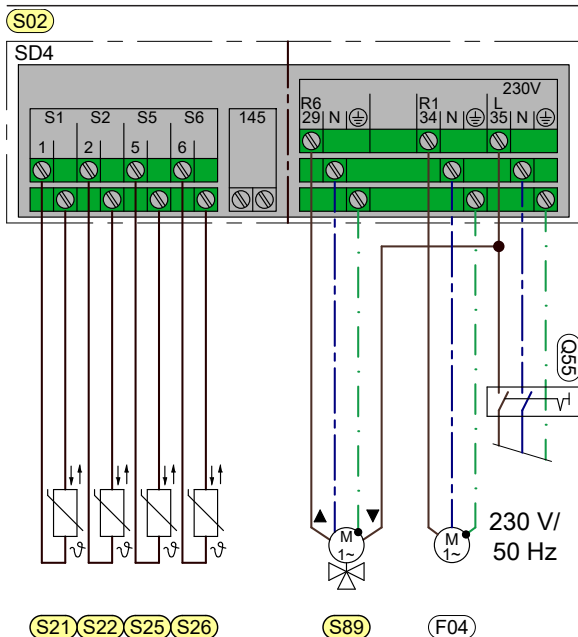 S02
SD4
230V
S1 S2 S5 S6 145 R6 R1 L
1 2 5 6 29 N 34 N 35 N
Q55
ϑ ϑ ϑ ϑ
M 1~ M 1~
230 V/
50 Hz
S21 S22 S25 S26 S89 F04